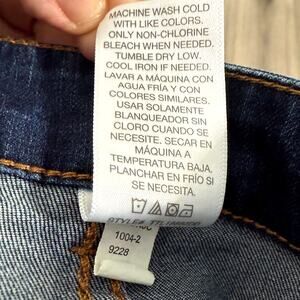 MACHINE WASH COLD
WITH LIKE COLORS.
ONLY NON-CHLORINE
BLEACH WHEN NEEDED.
TUMBLE DRY LOW.
COOL IRON IF NEEDED.
LAVAR A MÁQUINA CON
AGUA FRÍA Y CON
COLORES SIMILARES.
USAR SOLAMENTE
BLANQUEADOR SIN
CLORO CUANDO SE
NECESITE. SECAR EN
MÁQUINA A
TEMPERATURA BAJA.
PLANCHAR EN FRÍO SI
SE NECESITA.
STYLE#
1004-2
9228